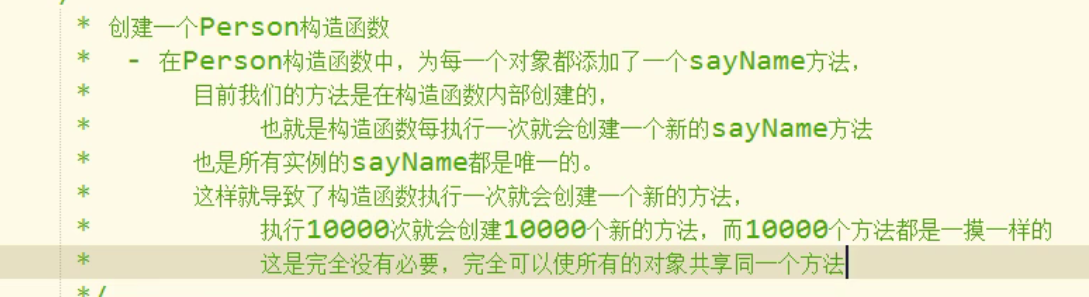 * 创建一个Person构造函数
* - 在Person构造函数中，为每一个对象都添加了一个sayName方法，
* 目前我们的方法是在构造函数内部创建的，
* 也就是构造函数每执行一次就会创建一个新的sayName方法
* 也是所有实例的sayName都是唯一的。
* 这样就导致了构造函数执行一次就会创建一个新的方法，
* 执行10000次就会创建10000个新的方法，而10000个方法都是一摸一样的
* 这是完全没有必要，完全可以使所有的对象共享同一个方法
*/